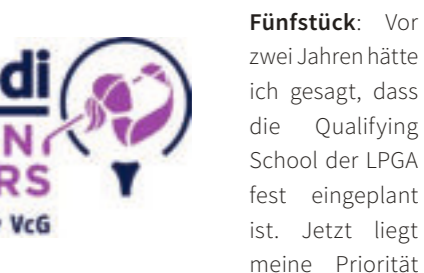 di
N
RS
VcG
Fünfstück: Vor
zwei Jahren hätte
ich gesagt, dass
die Qualifying
School der LPGA
fest eingeplant
ist. Jetzt liegt
meine Priorität